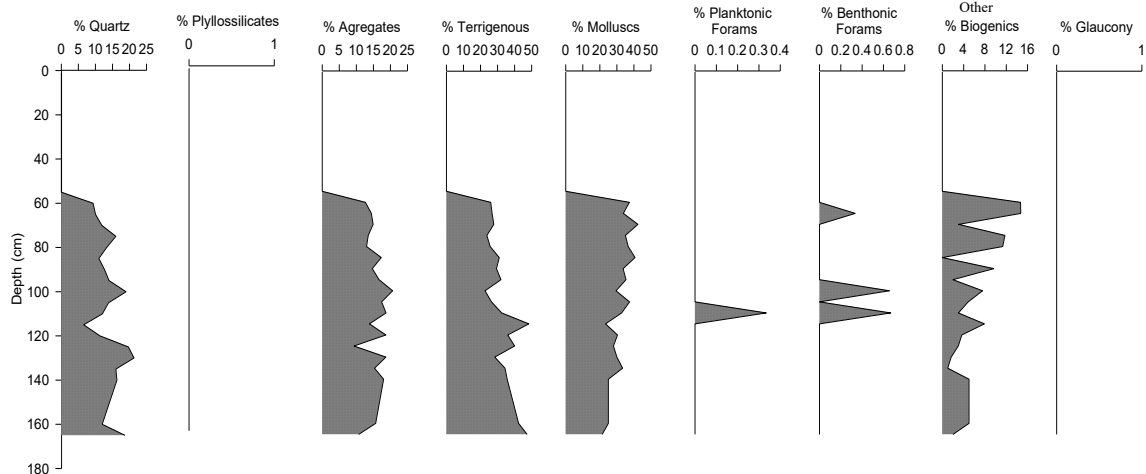 % Quartz
0 5 10 15 20 25
% Plyllossilicates
0 1
% Agregates
0 5 10 15 20 25
% Terrigenous
0 10 20 30 40 50
% Molluscs
0 10 20 30 40 50
% Planktonic
Forams
0 0.1 0.2 0.3 0.4
% Benthonic
Forams
0 0.2 0.4 0.6 0.8
Other
% Biogenics
0 4 8 12 16
% Glaucony
0 1
Depth (cm)
0
20
40
60
80
100
120
140
160
180